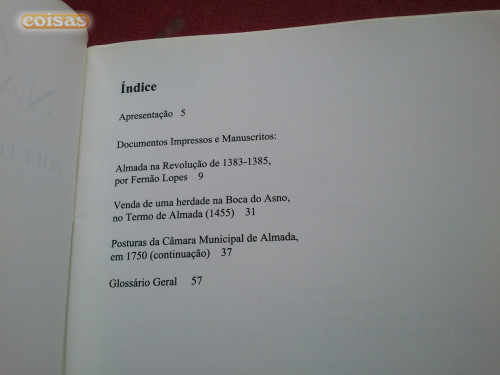 coisas
NA
BOLETI
Índice
Apresentação 5
Documentos Impressos e Manuscritos:
Almada na Revolução de 1383-1385,
por Fernão Lopes 9
Venda de uma herdade na Boca do Asno,
no Termo de Almada (1455) 31
Posturas da Câmara Municipal de Almada,
em 1750 (continuação) 37
Glossário Geral 57